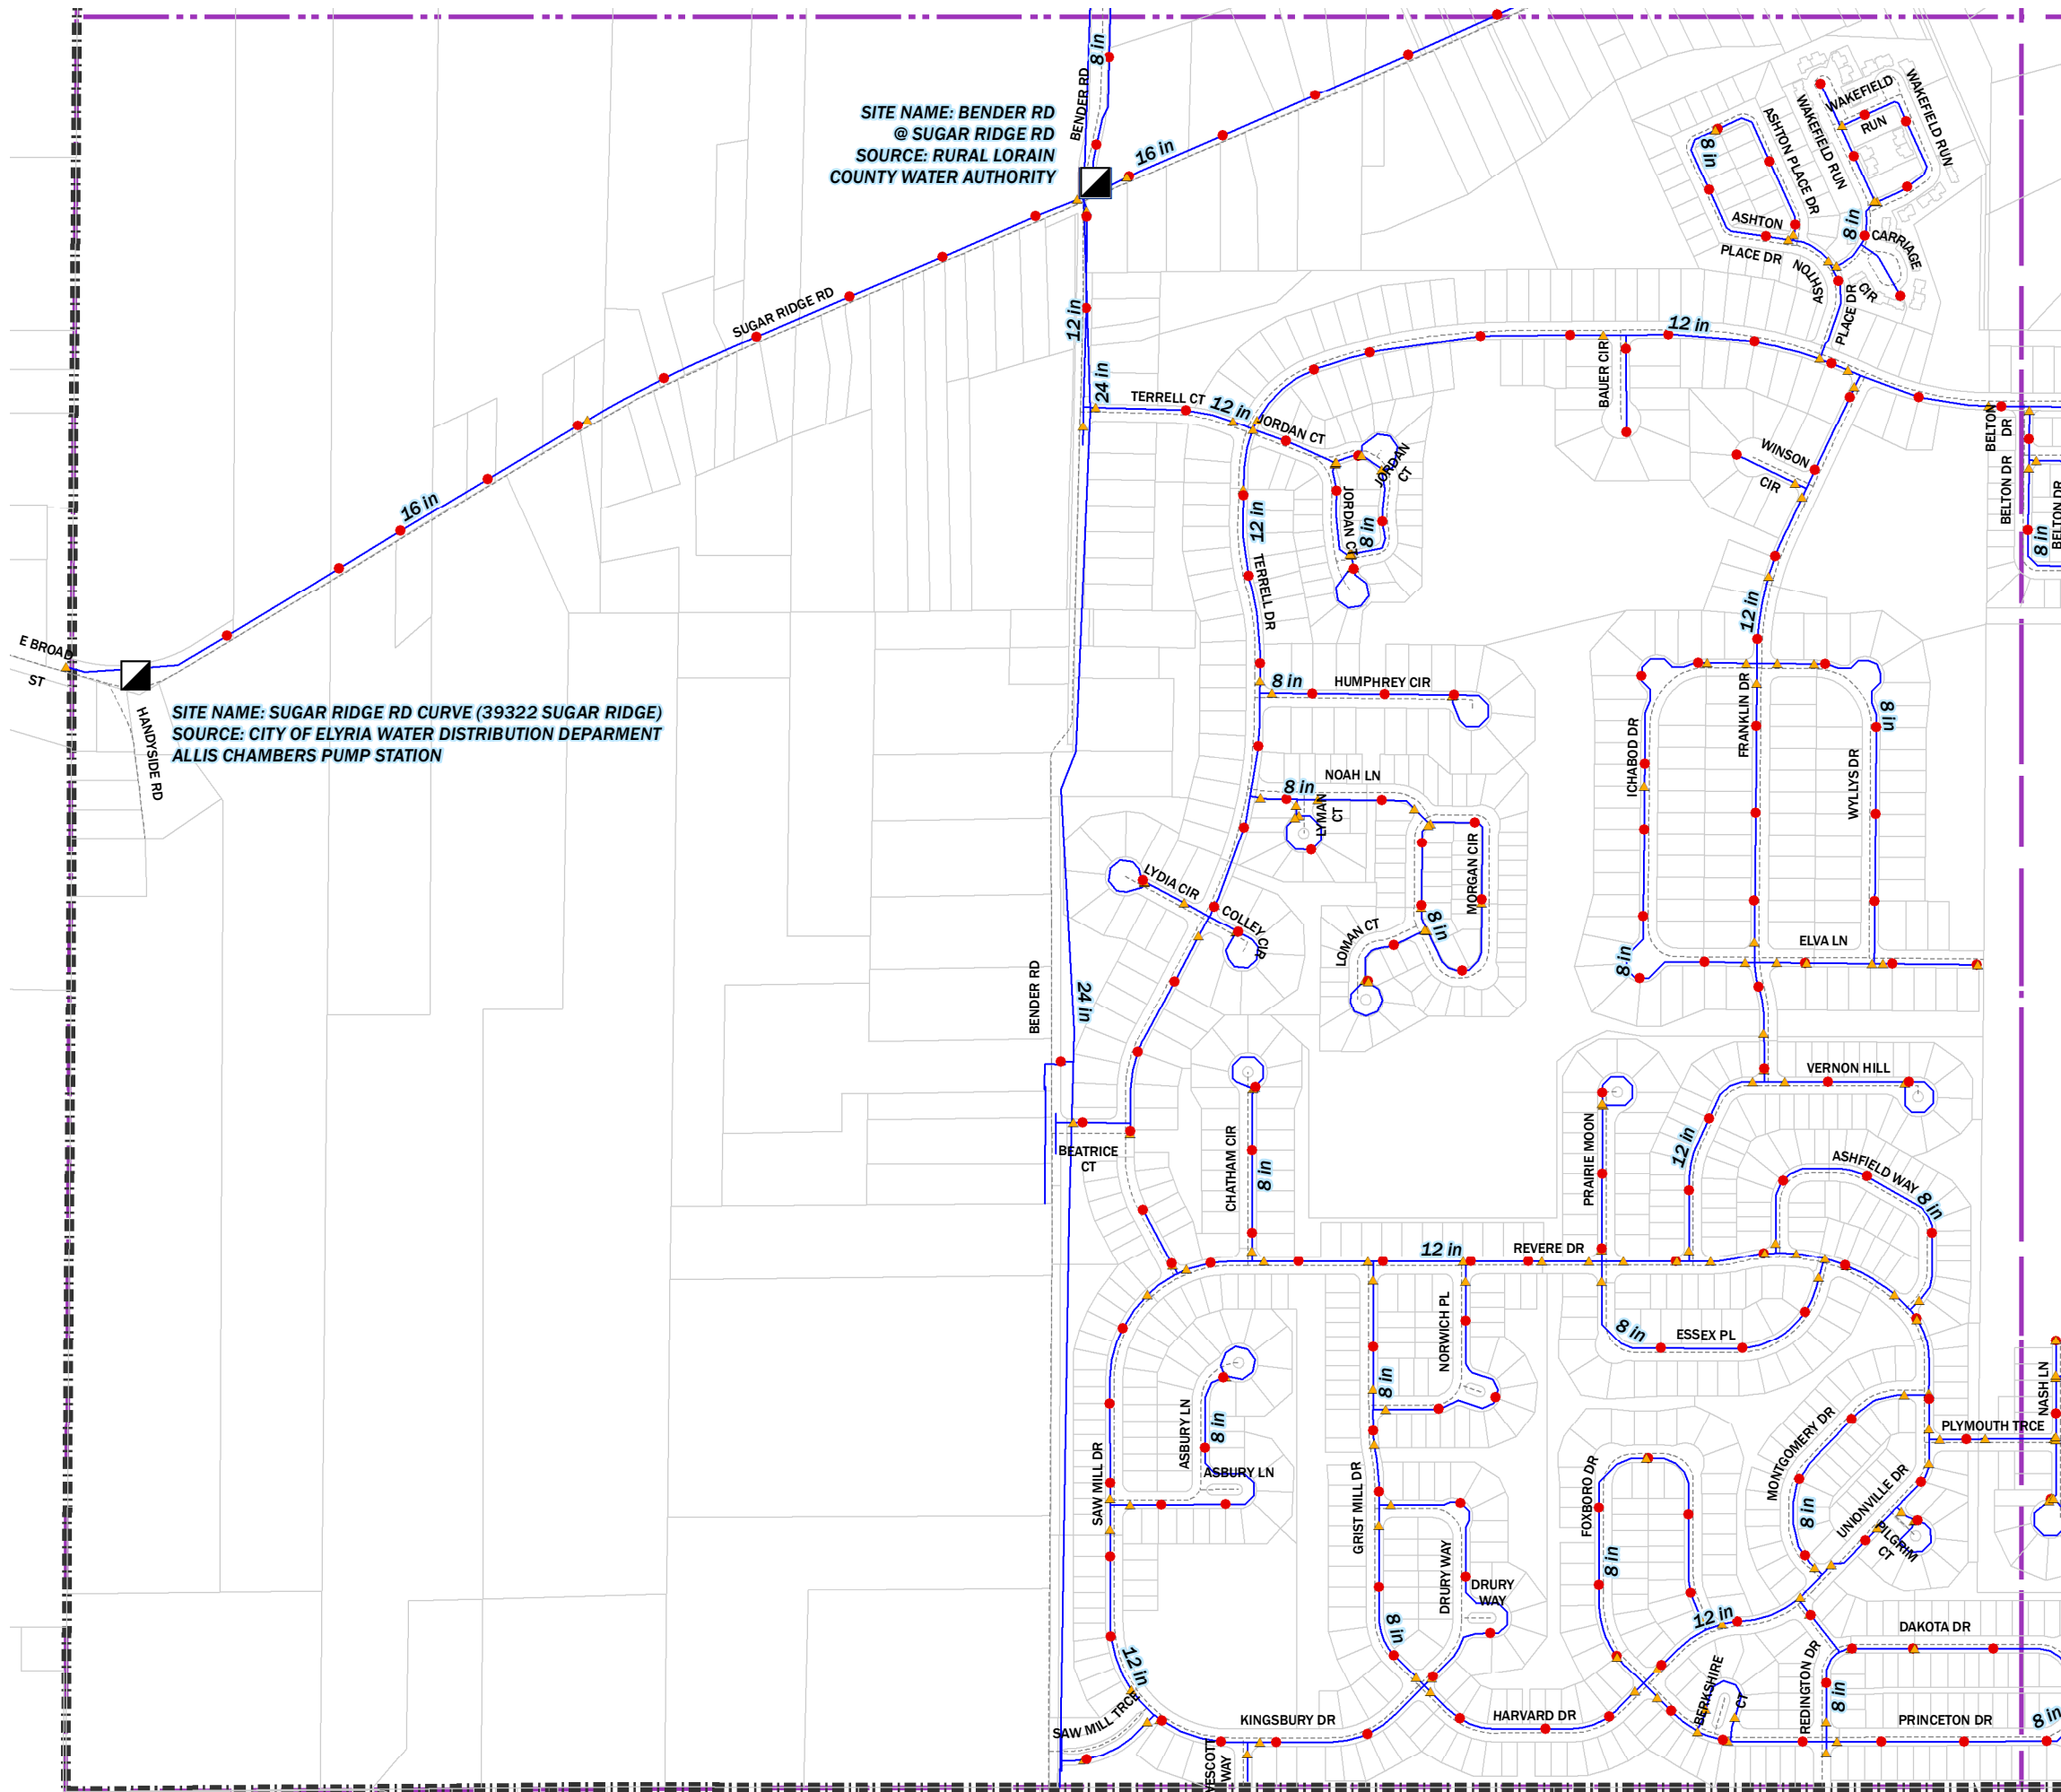 8 in
BENDER RD
SITE NAME: BENDER RD
@ SUGAR RIDGE RD
SOURCE: RURAL LORAIN
COUNTY WATER AUTHORITY
16 in
WAKEFIELD
RUN
WAKEFIELD RUN
WAKEFIELD RUN
ASHTON PLACE DR
8 in
ASHTON
PLACE DR
8 in
CARRIAGE
CIR
ASHTON
PLACE DR
SUGAR RIDGE RD
12 in
12 in
24 in
TERRELL CT
12 in
JORDAN CT
JORDAN
CT
JORDAN CT
8 in
BAUER CIR
WINSON
CIR
BELTON
DR
BELTON DR
BELTON DR
8 in
16 in
12 in
TERRELL DR
12 in
E BROAD
ST
HANDYSIDE RD
SITE NAME: SUGAR RIDGE RD CURVE (39322 SUGAR RIDGE)
SOURCE: CITY OF ELYRIA WATER DISTRIBUTION DEPARMENT
ALLIS CHAMBERS PUMP STATION
8 in
HUMPHREY CIR
ICHABOD DR
FRANKLIN DR
WYLLYS DR
8 in
NOAH LN
8 in
LYMAN
CT
MORGAN CIR
8 in
LOMAN CT
LYDIA CIR
COLLEY
CIR
ELVA LN
8 in
BENDER RD
24 in
VERNON HILL
PRAIRIE MOON
12 in
ASHFIELD WAY
8 in
BEATRICE
CT
CHATHAM CIR
8 in
12 in
REVERE DR
8 in
ESSEX PL
NORWICH PL
8 in
ASBURY LN
8 in
ASBURY LN
SAW MILL DR
GRIST MILL DR
DRURY WAY
DRURY
WAY
8 in
FOXBORO DR
8 in
MONTGOMERY DR
8 in
UNIONVILLE DR
PILGRIM
CT
PLYMOUTH TRCE
NASH LN
12 in
DAKOTA DR
REDINGTON DR
8 in
BERKSHIRE
CT
PRINCETON DR
8 in
12 in
SAW MILL TRCE
KINGSBURY DR
HARVARD DR
WAY